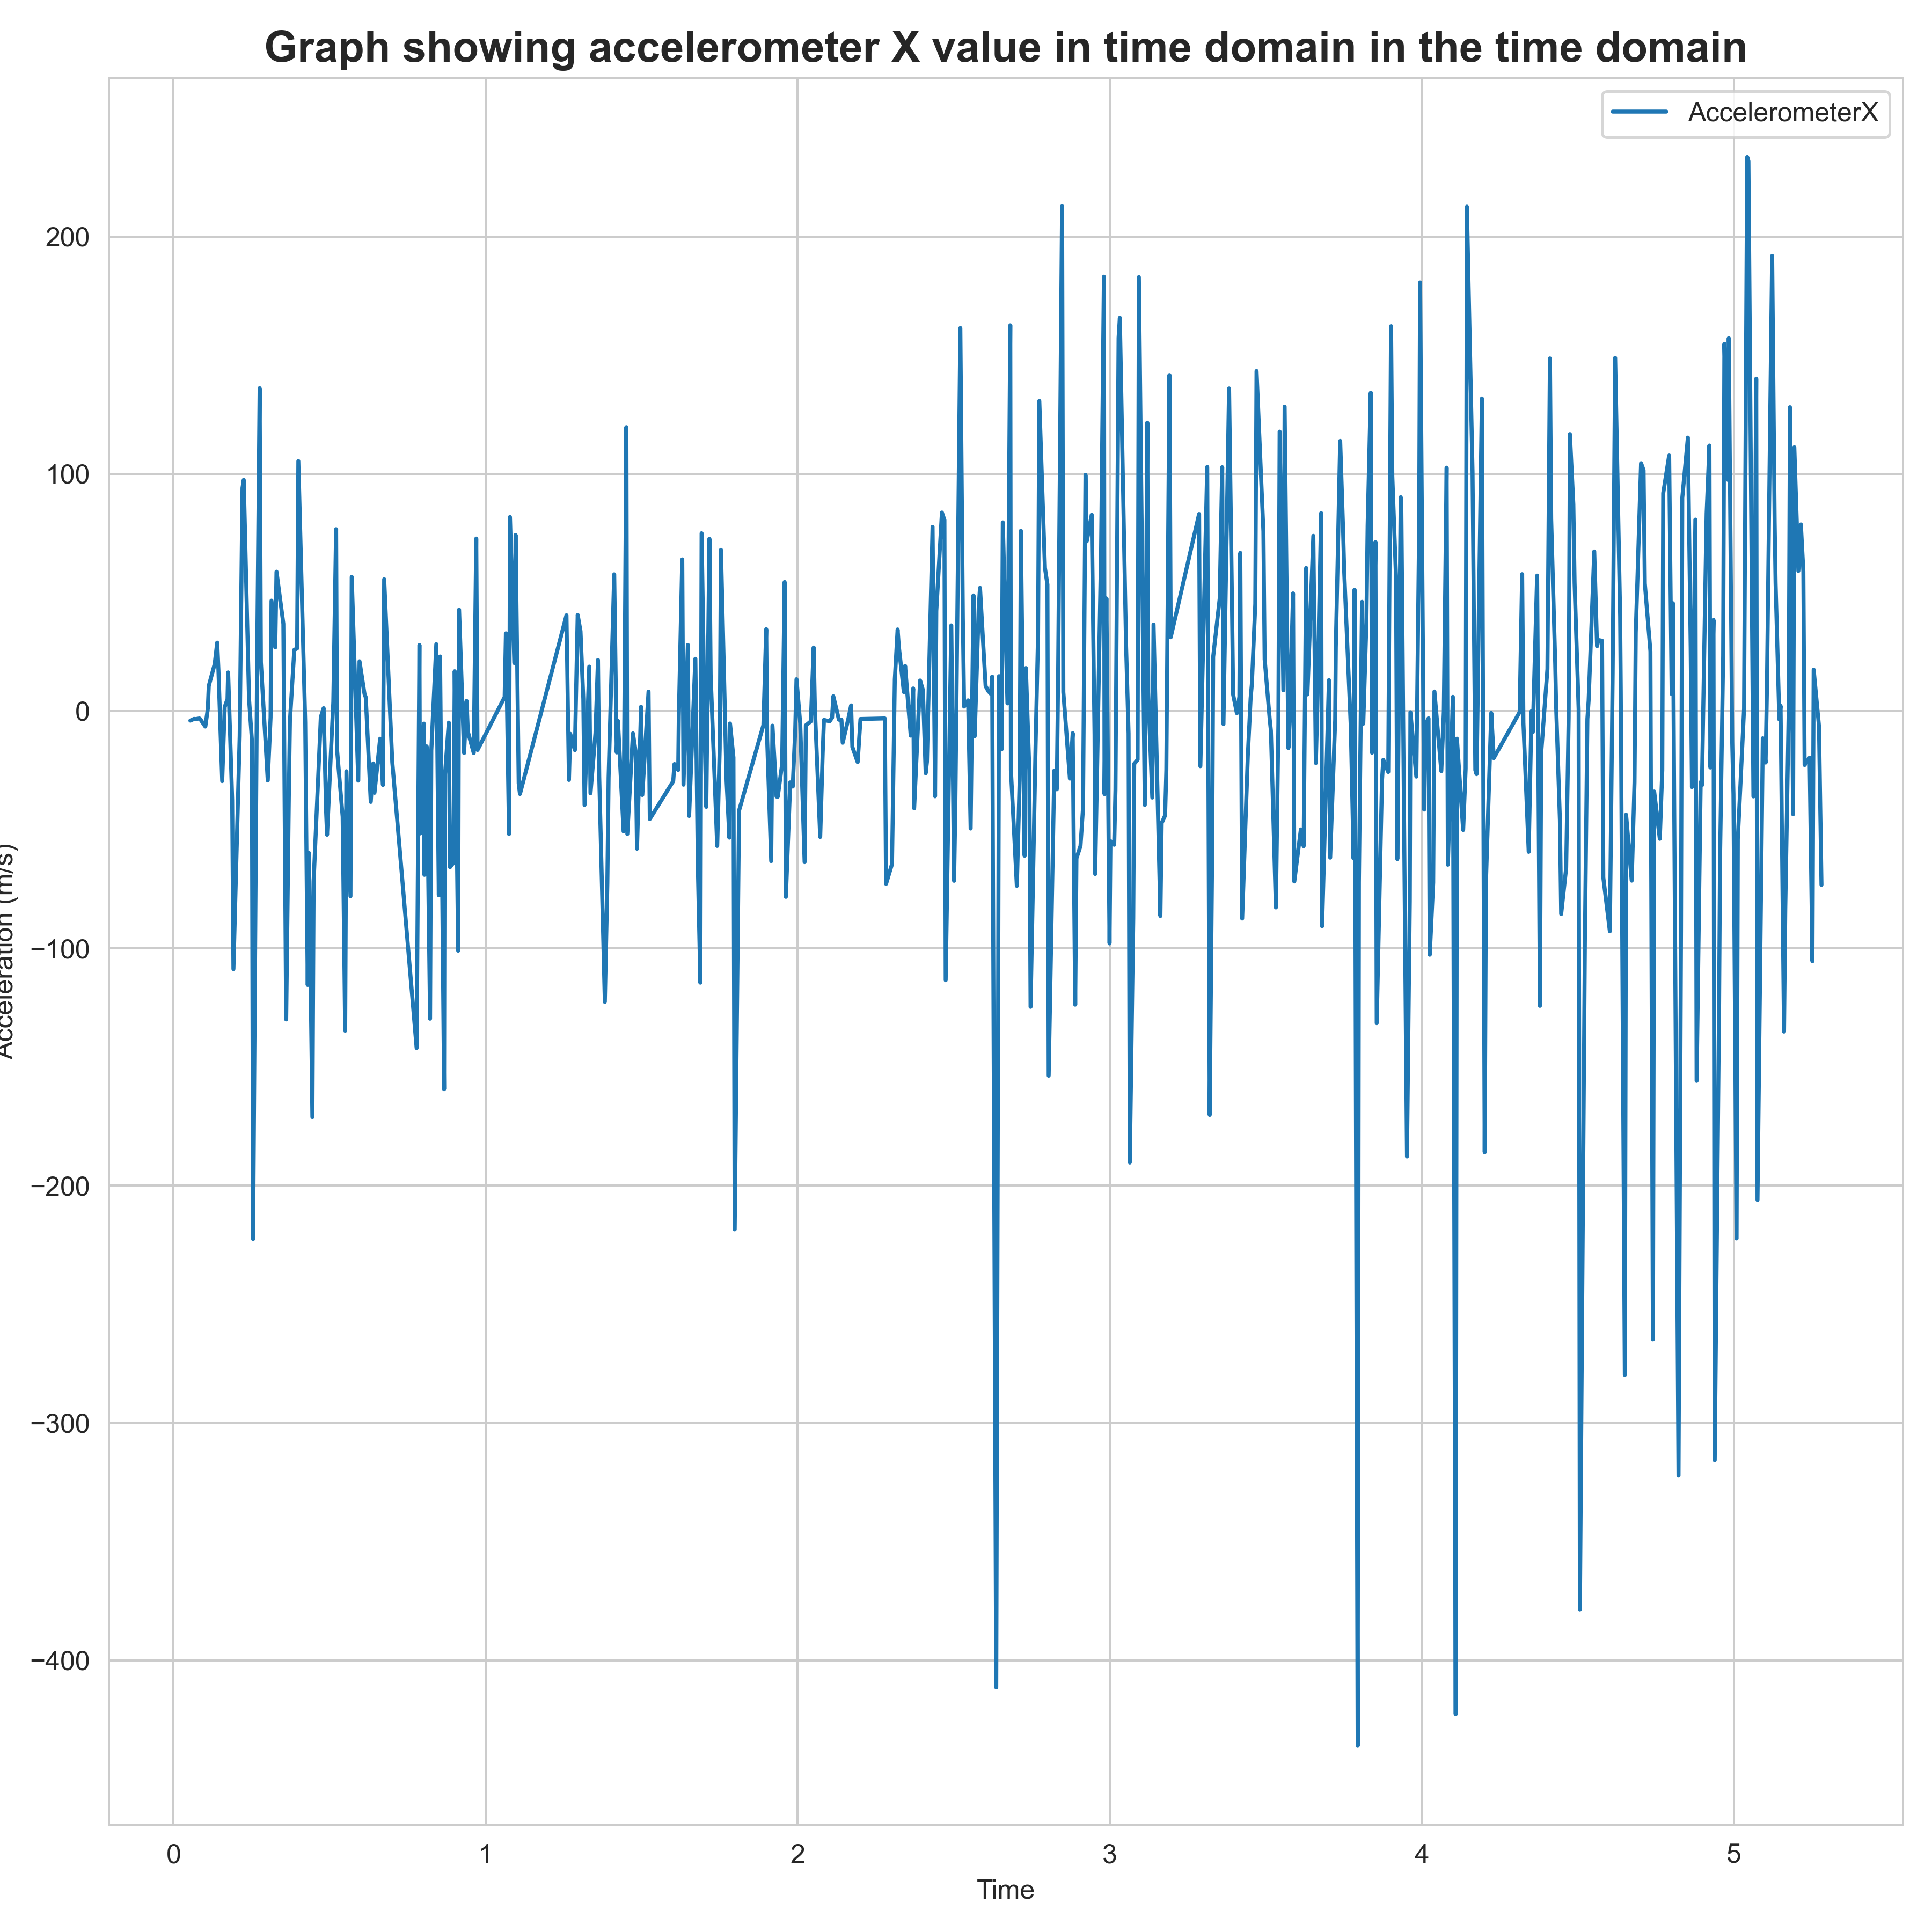 Graph showing accelerometer X value in time domain in the time domain
AccelerometerX
200
100
0
−100
−200
−300
−400
Acceleration (m/s)
0 1 2 3 4 5
Time